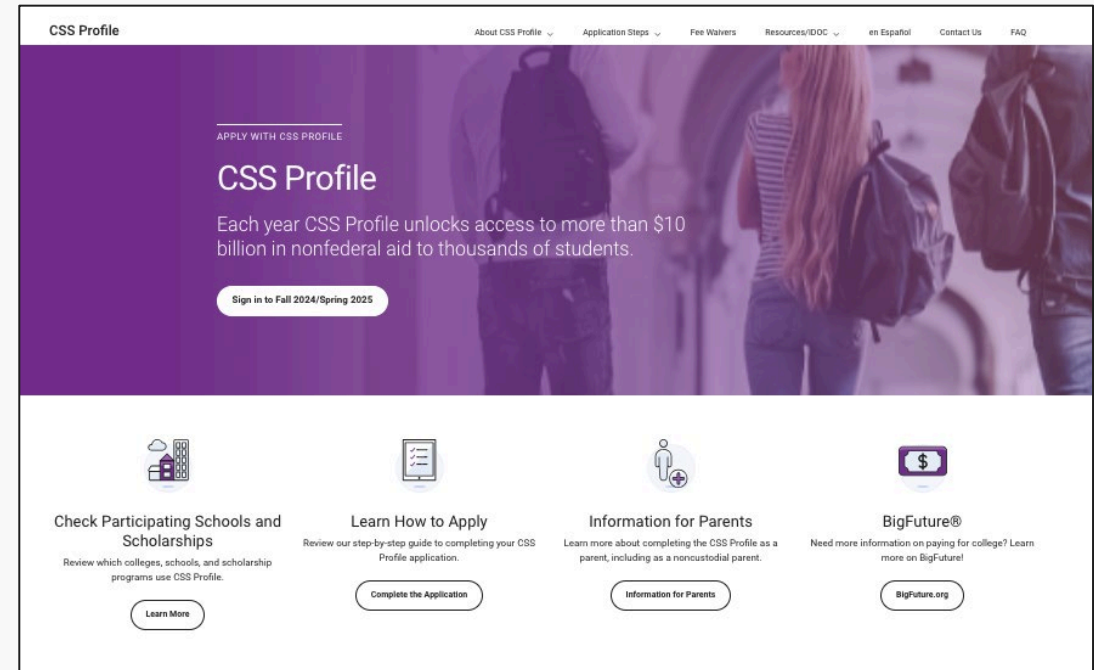 CSS Profile
About CSS Profile
Application Steps
Fee Waivers
Resources/IDOC
en Español
Contact Us
FAQ
APPLY WITH CSS PROFILE
CSS Profile
Each year CSS Profile unlocks access to more than $10
billion in nonfederal aid to thousands of students.
Sign in to Fall 2024/Spring 2025
Check Participating Schools and
Scholarships
Review which colleges, schools, and scholarship
programs use CSS Profile.
Learn More
Learn How to Apply
Review our step-by-step guide to completing your CSS
Profile application.
Complete the Application
Information for Parents
Learn more about completing the CSS Profile as a
parent, including as a noncustodial parent.
Information for Parents
$
BigFuture®
Need more information on paying for college? Learn
more on BigFuture!
BigFuture.org